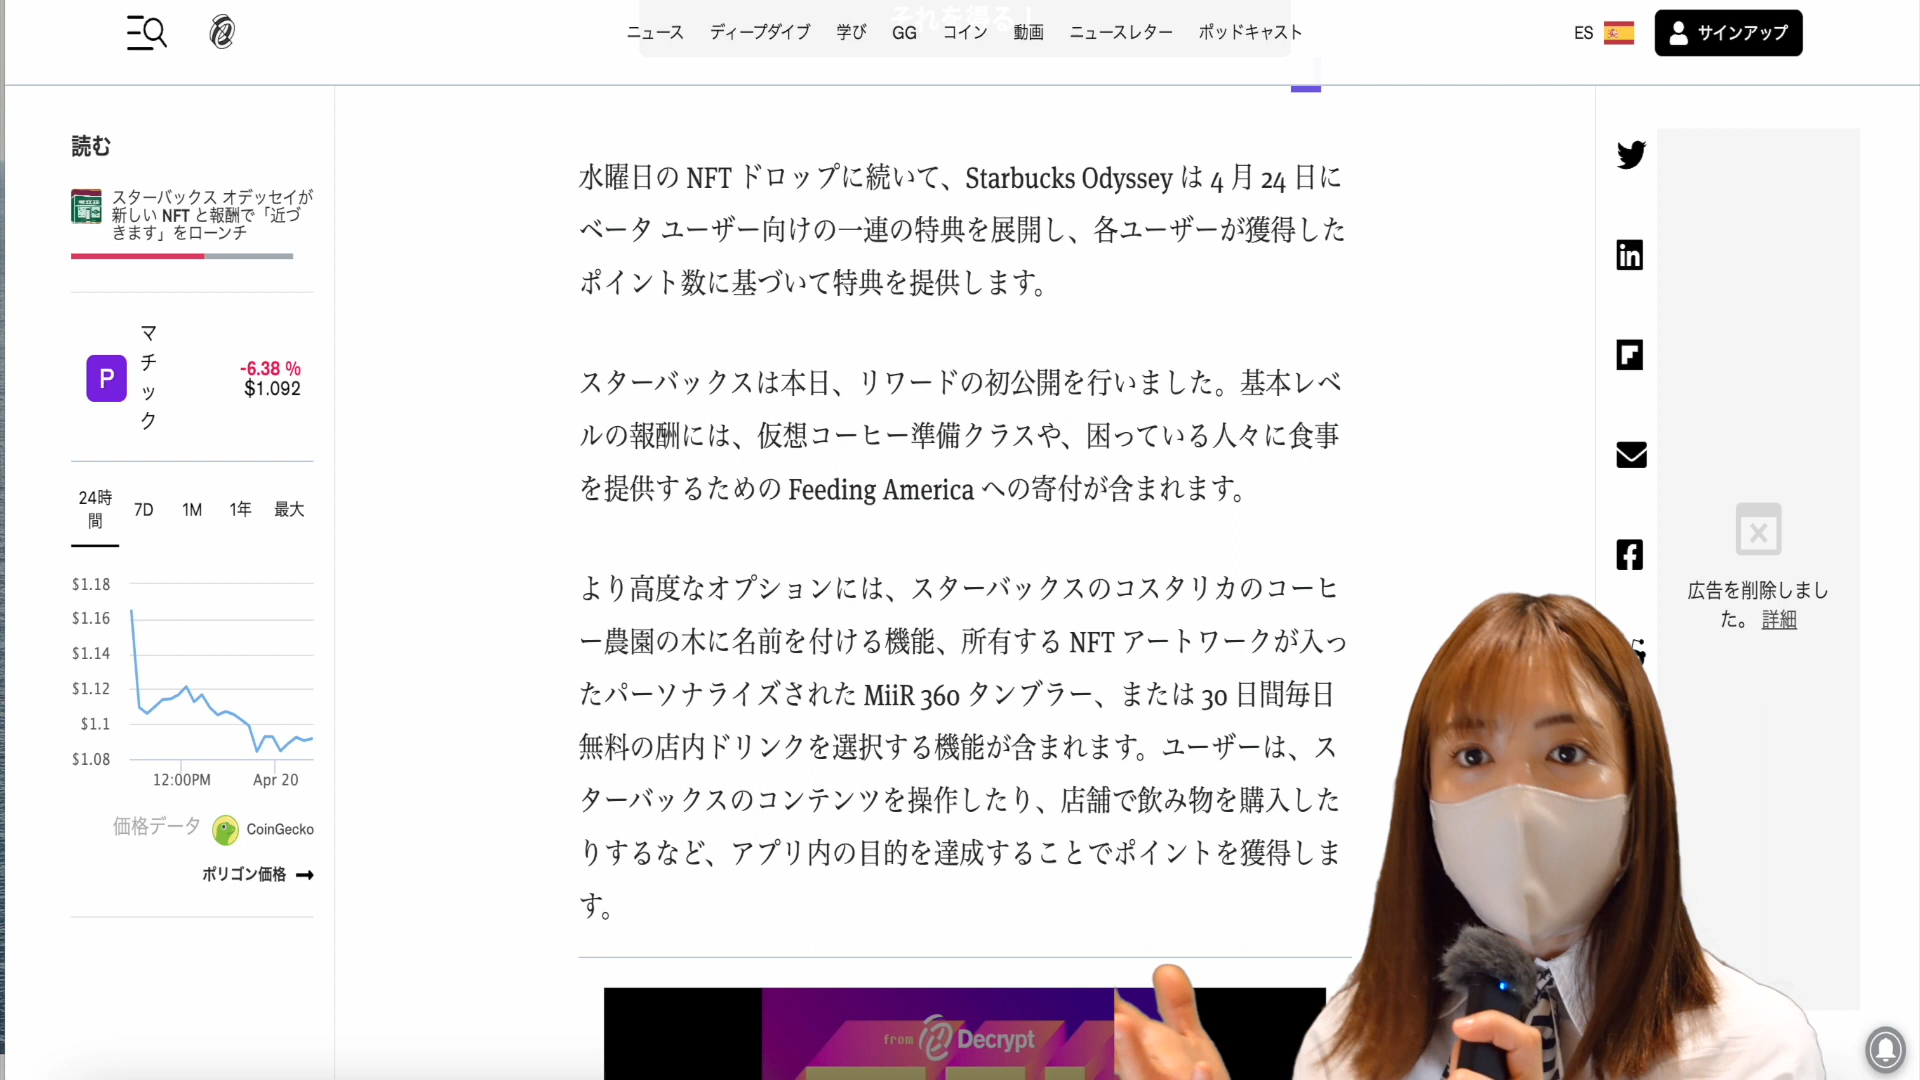 それを得る！
ニュース ディープダイブ 学び GG コイン 動画 ニュースレター ポッドキャスト
ES
サインアップ
読む
スターバックス オデッセイが
新しい NFT と報酬で「近づ
きます」をローンチ
P
マチック
-6.38 %
$1.092
24時間 7D 1M 1年 最大
$1.18
$1.16
$1.14
$1.12
$1.1
$1.08
12:00PM Apr 20
価格データ CoinGecko
ポリゴン価格 →
水曜日の NFT ドロップに続いて、Starbucks Odyssey は 4 月 24 日に
ベータ ユーザー向けの一連の特典を展開し、各ユーザーが獲得した
ポイント数に基づいて特典を提供します。
スターバックスは本日、リワードの初公開を行いました。基本レベ
ルの報酬には、仮想コーヒー準備クラスや、困っている人々に食事
を提供するための Feeding America への寄付が含まれます。
より高度なオプションには、スターバックスのコスタリカのコーヒ
ー農園の木に名前を付ける機能、所有する NFT アートワークが入っ
たパーソナライズされた MiiR 360 タンブラー、または 30 日間毎日
無料の店内ドリンクを選択する機能が含まれます。ユーザーは、ス
ターバックスのコンテンツを操作したり、店舗で飲み物を購入した
りするなど、アプリ内の目的を達成することでポイントを獲得しま
す。
from Decrypt
広告を削除しまし
た。 詳細